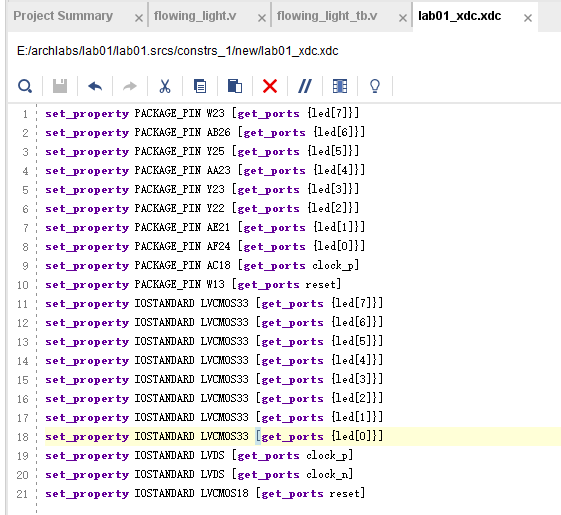 Project Summary × flowing_light.v × flowing_light_tb.v × lab01_xdc.xdc ×
E:/archlabs/lab01/lab01.srcs/constrs_1/new/lab01_xdc.xdc
1 set_property PACKAGE_PIN W23 [get_ports {led[7]}]
2 set_property PACKAGE_PIN AB26 [get_ports {led[6]}]
3 set_property PACKAGE_PIN Y25 [get_ports {led[5]}]
4 set_property PACKAGE_PIN AA23 [get_ports {led[4]}]
5 set_property PACKAGE_PIN Y23 [get_ports {led[3]}]
6 set_property PACKAGE_PIN Y22 [get_ports {led[2]}]
7 set_property PACKAGE_PIN AE21 [get_ports {led[1]}]
8 set_property PACKAGE_PIN AF24 [get_ports {led[0]}]
9 set_property PACKAGE_PIN AC18 [get_ports clock_p]
10 set_property PACKAGE_PIN W13 [get_ports reset]
11 set_property IOSTANDARD LVCMOS33 [get_ports {led[7]}]
12 set_property IOSTANDARD LVCMOS33 [get_ports {led[6]}]
13 set_property IOSTANDARD LVCMOS33 [get_ports {led[5]}]
14 set_property IOSTANDARD LVCMOS33 [get_ports {led[4]}]
15 set_property IOSTANDARD LVCMOS33 [get_ports {led[3]}]
16 set_property IOSTANDARD LVCMOS33 [get_ports {led[2]}]
17 set_property IOSTANDARD LVCMOS33 [get_ports {led[1]}]
18 set_property IOSTANDARD LVCMOS33 [get_ports {led[0]}]
19 set_property IOSTANDARD LVDS [get_ports clock_p]
20 set_property IOSTANDARD LVDS [get_ports clock_n]
21 set_property IOSTANDARD LVCMOS18 [get_ports reset]